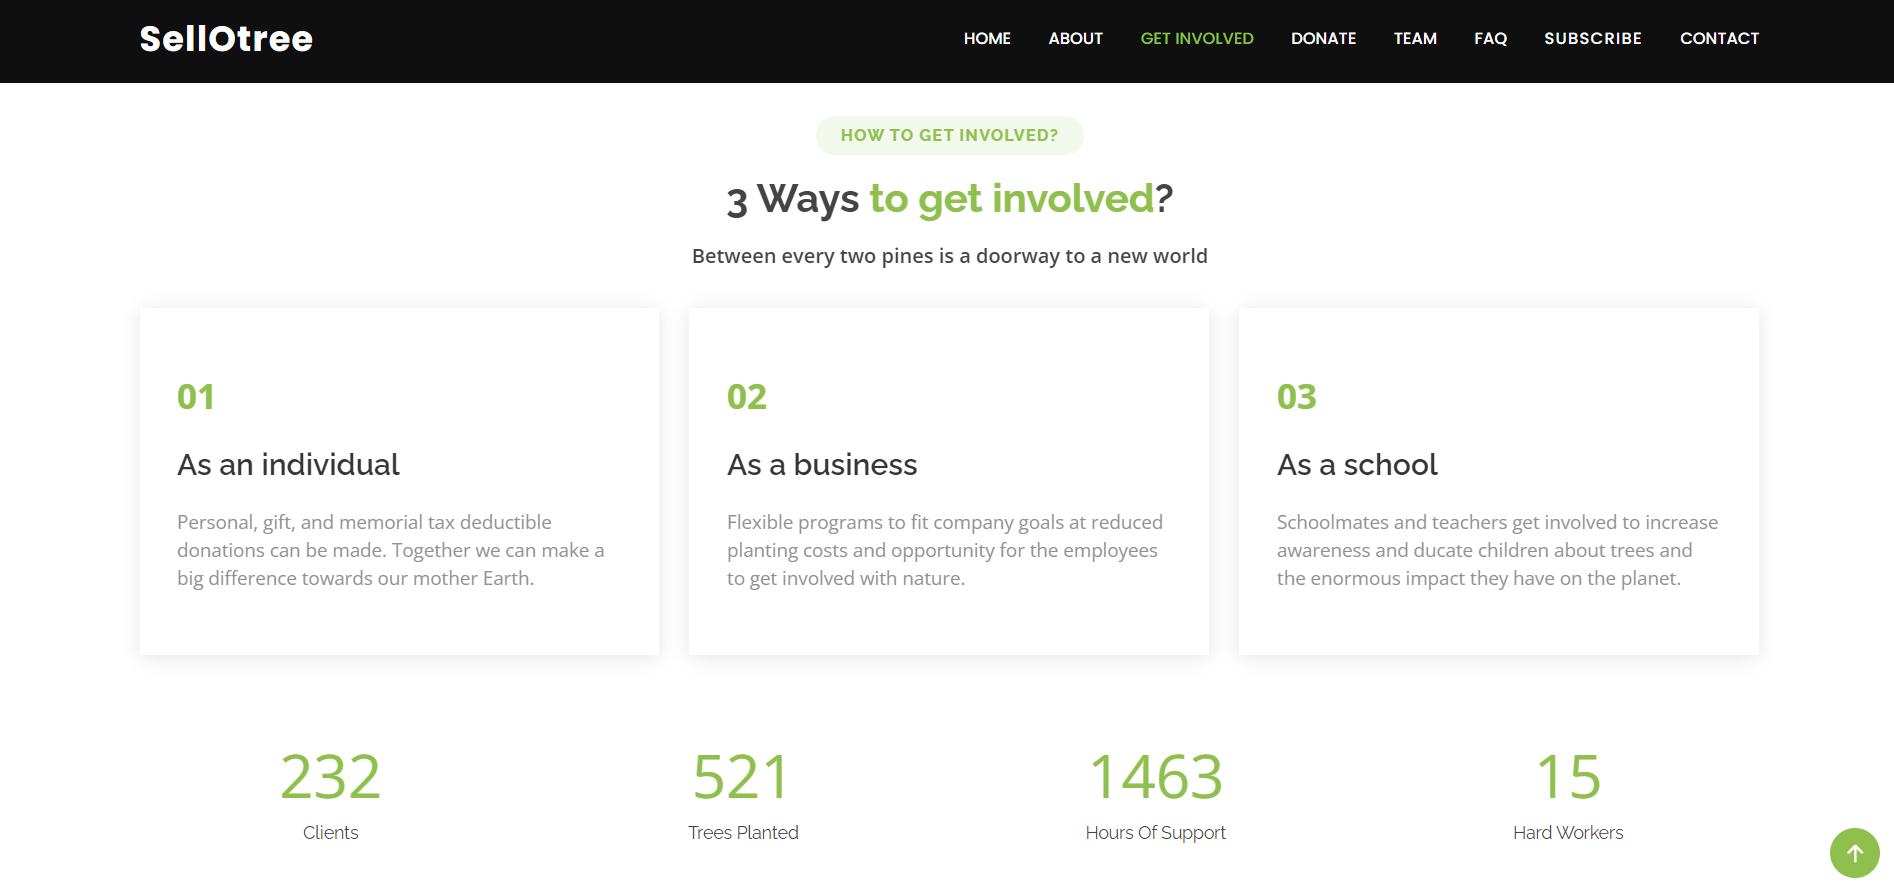 SellOtree
HOME ABOUT GET INVOLVED DONATE TEAM FAQ SUBSCRIBE CONTACT
HOW TO GET INVOLVED?
3 Ways to get involved?
Between every two pines is a doorway to a new world
01
As an individual
Personal, gift, and memorial tax deductible
donations can be made. Together we can make a
big difference towards our mother Earth.
02
As a business
Flexible programs to fit company goals at reduced
planting costs and opportunity for the employees
to get involved with nature.
03
As a school
Schoolmates and teachers get involved to increase
awareness and ducate children about trees and
the enormous impact they have on the planet.
232
Clients
521
Trees Planted
1463
Hours Of Support
15
Hard Workers